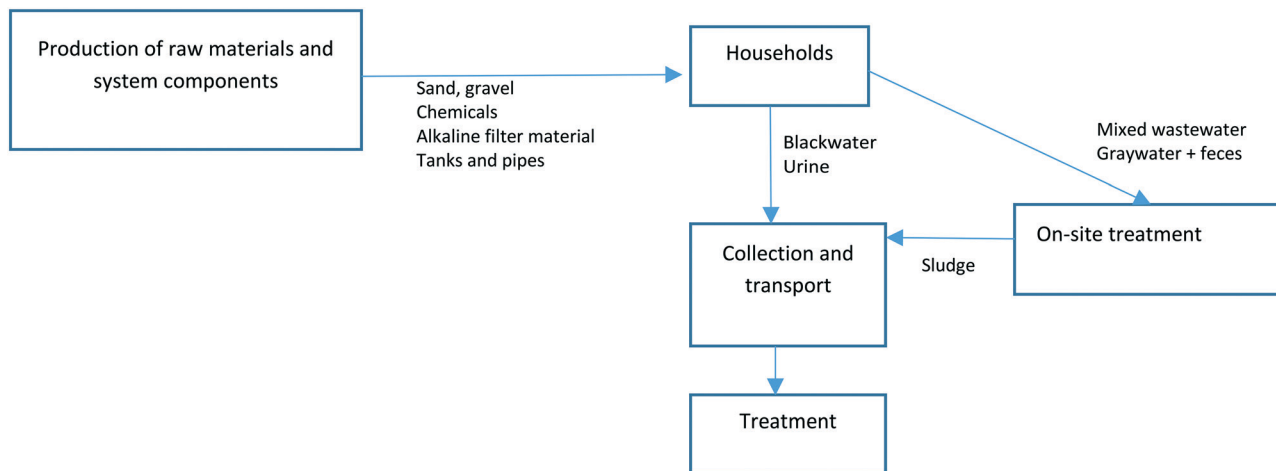 Production of raw materials and
system components
Sand, gravel
Chemicals
Alkaline filter material
Tanks and pipes
Households
Blackwater
Urine
Mixed wastewater
Graywater + feces
On-site treatment
Sludge
Collection and
transport
Treatment